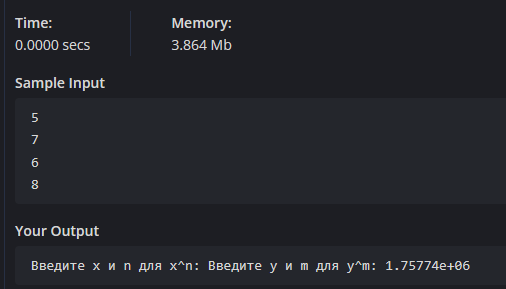 Time: Memory:
0.0000 secs 3.864 Mb
Sample Input
5
7
6
8
Your Output
Введите x и n для x^n: Введите y и m для y^m: 1.75774e+06